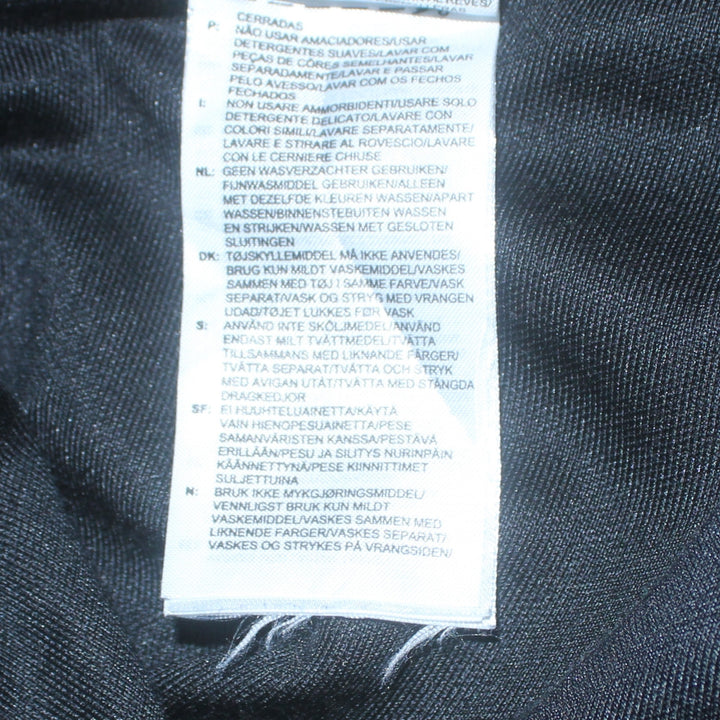 CERRADAS
P: NÃO USAR AMACIADORES/USAR
DETERGENTES SUAVES/LAVAR COM
PEÇAS DE CÔRES SEMELHANTES/LAVAR
SEPARADAMENTE/LAVAR E PASSAR
PELO AVESSO/LAVAR COM OS FECHOS
FECHADOS
I: NON USARE AMMORBIDENTI/USARE SOLO
DETERGENTE DELICATO/LAVARE CON
COLORI SIMILI/LAVARE SEPARATAMENTE/
LAVARE E STIRARE AL ROVESCIO/LAVARE
CON LE CERNIERE CHIUSE
NL: GEEN WASVERZACHTER GEBRUIKEN/
FIJNWASMIDDEL GEBRUIKEN/ALLEEN
MET DEZELFDE KLEUREN WASSEN/APART
WASSEN/BINNENSTEBUITEN WASSEN
EN STRIJKEN/WASSEN MET GESLOTEN
SLUITINGEN
DK: TØJSKYLLEMIDDEL MÅ IKKE ANVENDES/
BRUG KUN MILDT VASKEMIDDEL/VASKES
SAMMEN MED TØJ I SAMME FARVE/VASK
SEPARAT/VASK OG STRYG MED VRANGEN
UDAD/TØJET LUKKES FØR VASK
S: ANVÄND INTE SKÖLJMEDEL/ANVÄND
ENDAST MILT TVÄTTMEDEL/TVÄTTA
TILLSAMMANS MED LIKNANDE FÄRGER/
TVÄTTA SEPARAT/TVÄTTA OCH STRYK
MED AVIGAN UTÅT/TVÄTTA MED STÄNGDA
DRAGKEDJOR
SF: EI HUUHTELUAINETTA/KÄYTÄ
VAIN HIENOPESUAINETTA/PESE
SAMANVÄRISTEN KANSSA/PESTÄVÄ
ERILLÄÄN/PESU JA SILITYS NURINPÄIN
KÄÄNNETTYNÄ/PESE KIINNITTIMET
SULJETTUINA
N: BRUK IKKE MYKGJØRINGSMIDDEL/
VENNLIGST BRUK KUN MILDT
VASKEMIDDEL/VASKES SAMMEN MED
LIKNENDE FARGER/VASKES SEPARAT/
VASKES OG STRYKES PÅ VRANGSIDEN/